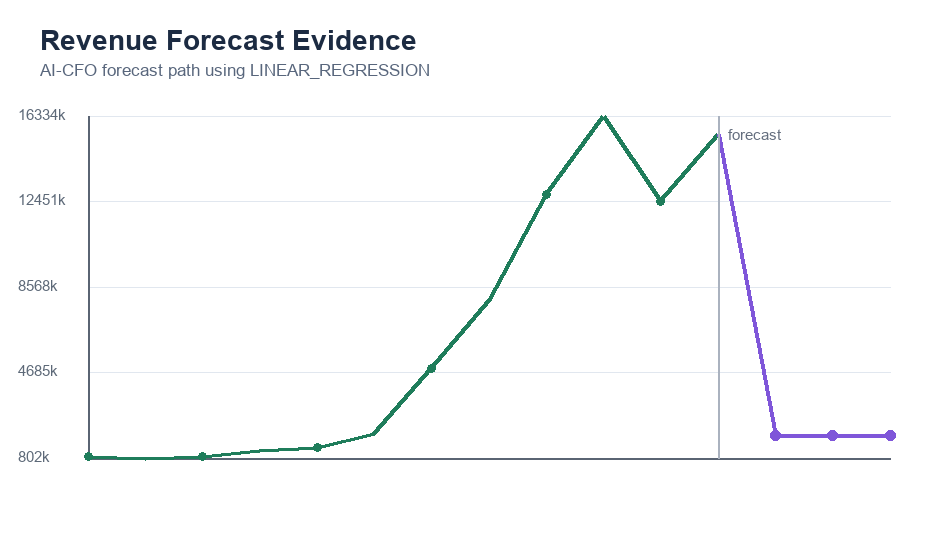 Revenue Forecast Evidence
AI-CFO forecast path using LINEAR_REGRESSION
16334k
forecast
12451k
8568k
4685k
802k